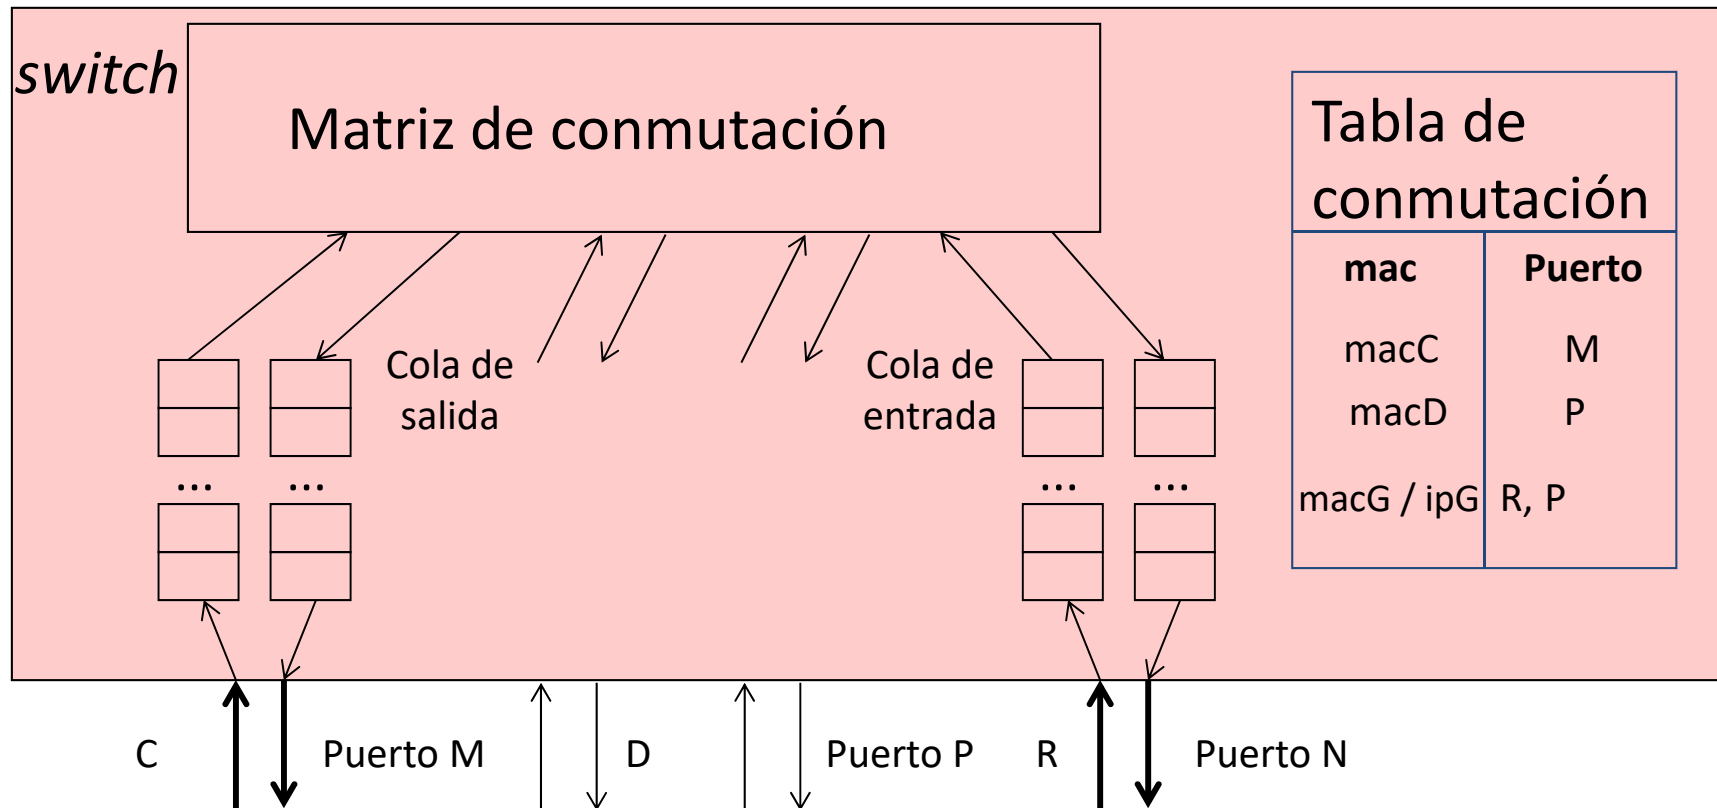 switch
Matriz de conmutación
Tabla de
conmutación
mac Puerto
macC M
macD P
macG / ipG R, P
Cola de
salida
Cola de
entrada
... ... ... ...
C Puerto M D Puerto P R Puerto N